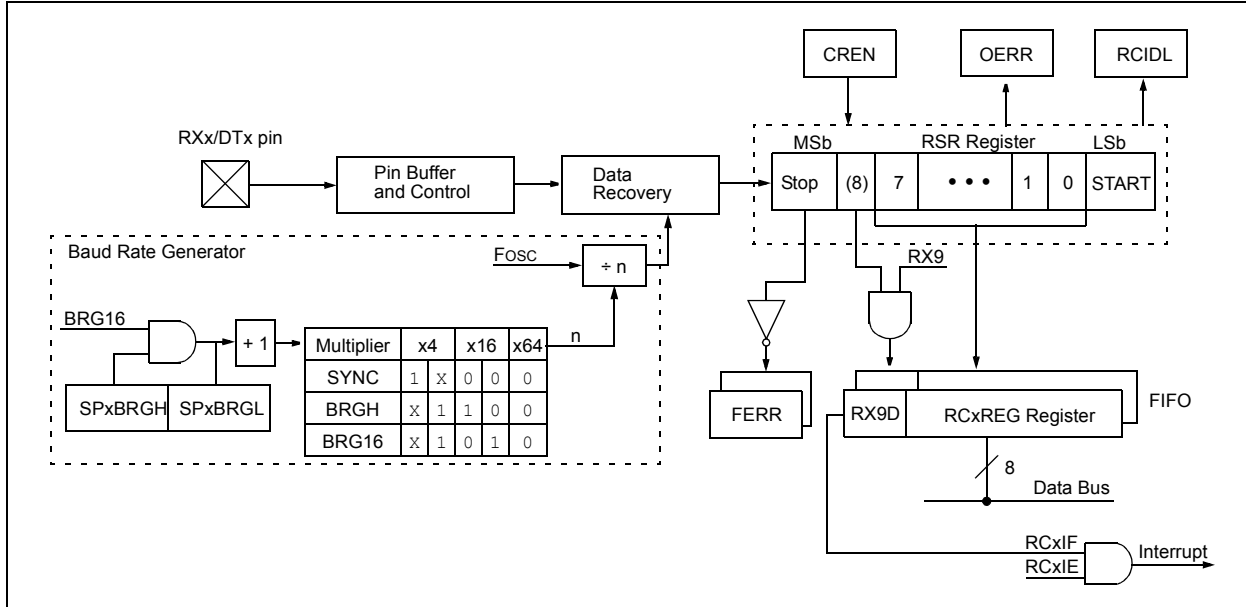 CREN OERR RCIDL
RXx/DTx pin
MSb RSR Register LSb
Pin Buffer
and Control
Data
Recovery
Stop (8) 7 • • • 1 0 START
Baud Rate Generator
FOSC
÷ n
RX9
BRG16
+ 1
n
Multiplier x4 x16 x64
SYNC 1 X 0 0 0
BRGH X 1 1 0 0
BRG16 X 1 0 1 0
SPxBRGH SPxBRGL
FERR
RX9D RCxREG Register
FIFO
8
Data Bus
RCxIF
RCxIE
Interrupt